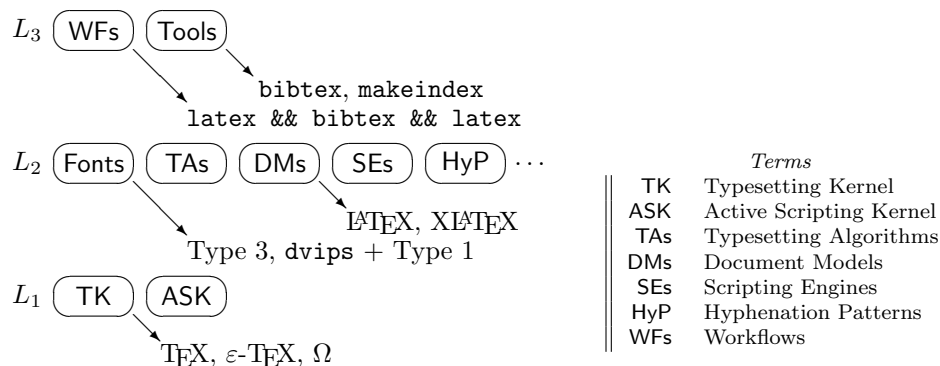 L3 WFs Tools
bibtex, makeindex
latex && bibtex && latex
L2 Fonts TAs DMs SEs HyP ···
LATEX, XLATEX
Type 3, dvips + Type 1
L1 TK ASK
TEX, ε-TEX, Ω
Terms
TK Typesetting Kernel
ASK Active Scripting Kernel
TAs Typesetting Algorithms
DMs Document Models
SEs Scripting Engines
HyP Hyphenation Patterns
WFs Workflows